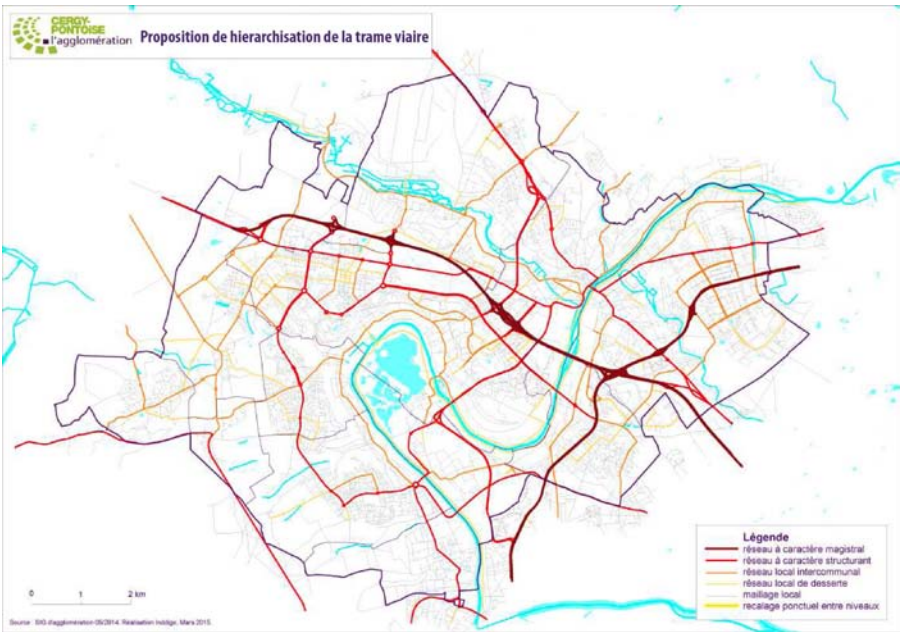 CERGY-
PONTOISE
l'agglomération
Proposition de hierarchisation de la trame viaire
Légende
réseau à caractère magistral
réseau à caractère structurant
réseau local intercommunal
réseau local de desserte
maillage local
recalage ponctuel entre niveaux
0 1 2 km
Source : SIG d'agglomération 09/2014. Réalisation Inddigo, Mars 2015.